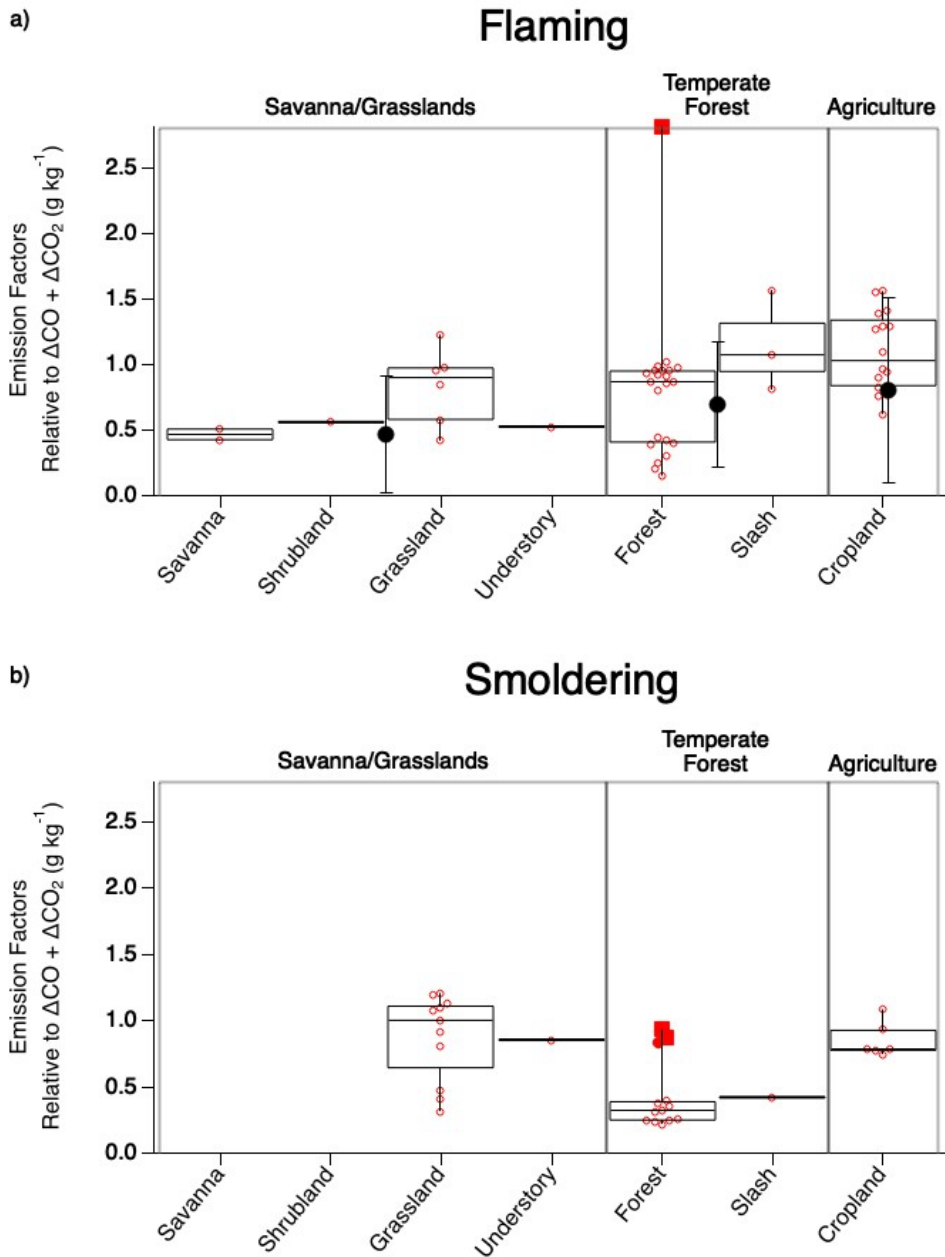 a)
Flaming
Savanna/Grasslands
Temperate
Forest
Agriculture
Emission Factors
Relative to ΔCO + ΔCO₂ (g kg⁻¹)
2.5
2.0
1.5
1.0
0.5
0.0
Savanna
Shrubland
Grassland
Understory
Forest
Slash
Cropland
b)
Smoldering
Savanna/Grasslands
Temperate
Forest
Agriculture
Emission Factors
Relative to ΔCO + ΔCO₂ (g kg⁻¹)
2.5
2.0
1.5
1.0
0.5
0.0
Savanna
Shrubland
Grassland
Understory
Forest
Slash
Cropland